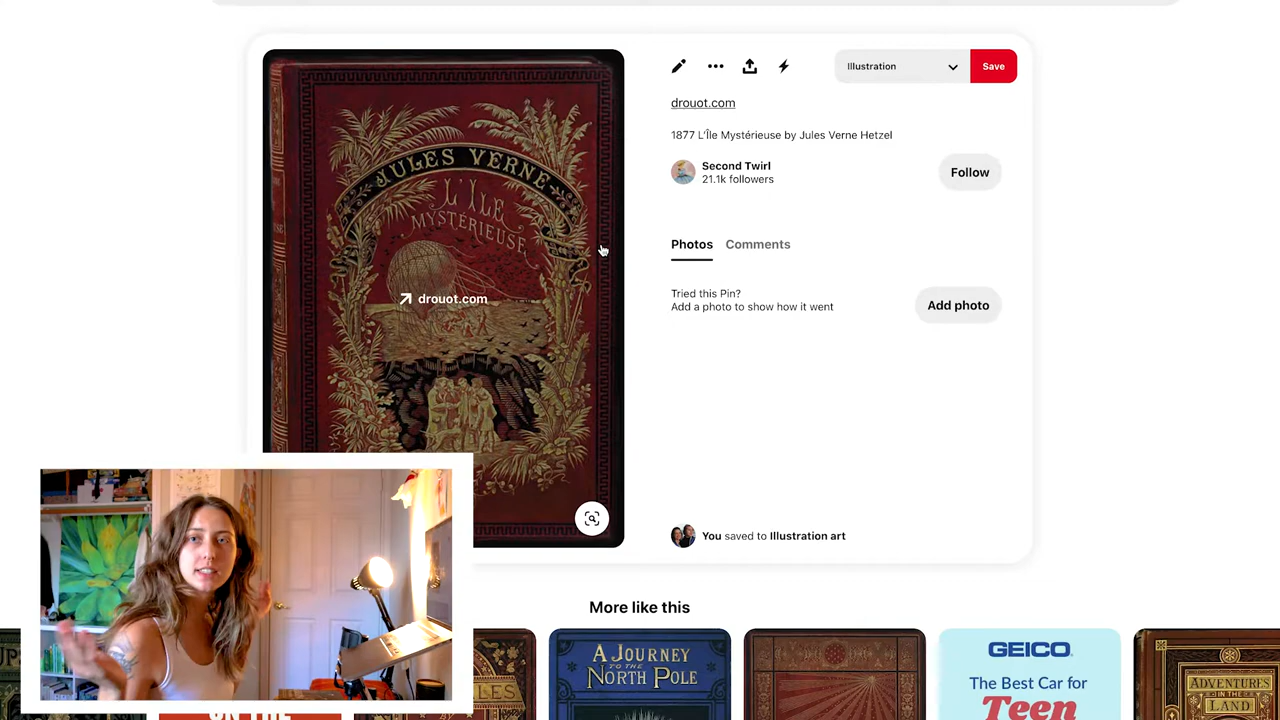 Illustration
Save
drouot.com
1877 L'Île Mystérieuse by Jules Verne Hetzel
Second Twirl
21.1k followers
Follow
Photos
Comments
Tried this Pin?
Add a photo to show how it went
Add photo
You saved to Illustration art
JULES VERNE
L'ÎLE
MYSTÉRIEUSE
drouot.com
More like this
A JOURNEY
TO THE
NORTH POLE
GEICO
The Best Car for
Teen
ADVENTURES
IN THE
LAND
ON THE